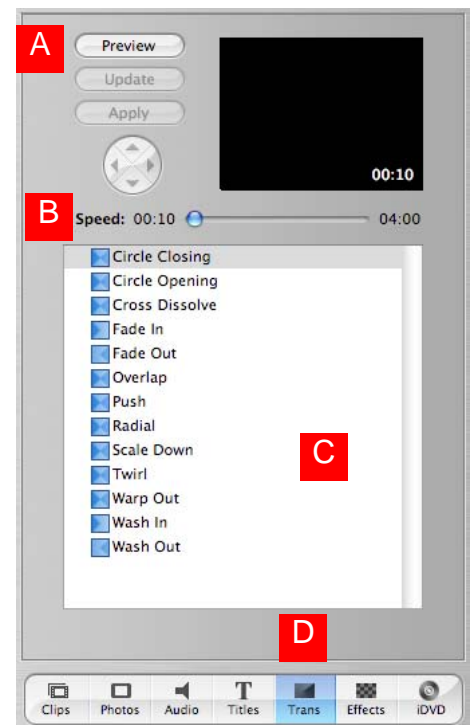 A
Preview
Update
Apply
00:10
B
Speed: 00:10 04:00
Circle Closing
Circle Opening
Cross Dissolve
Fade In
Fade Out
Overlap
Push
Radial
Scale Down
C
Twirl
Warp Out
Wash In
Wash Out
D
T
Clips Photos Audio Titles Trans Effects iDVD